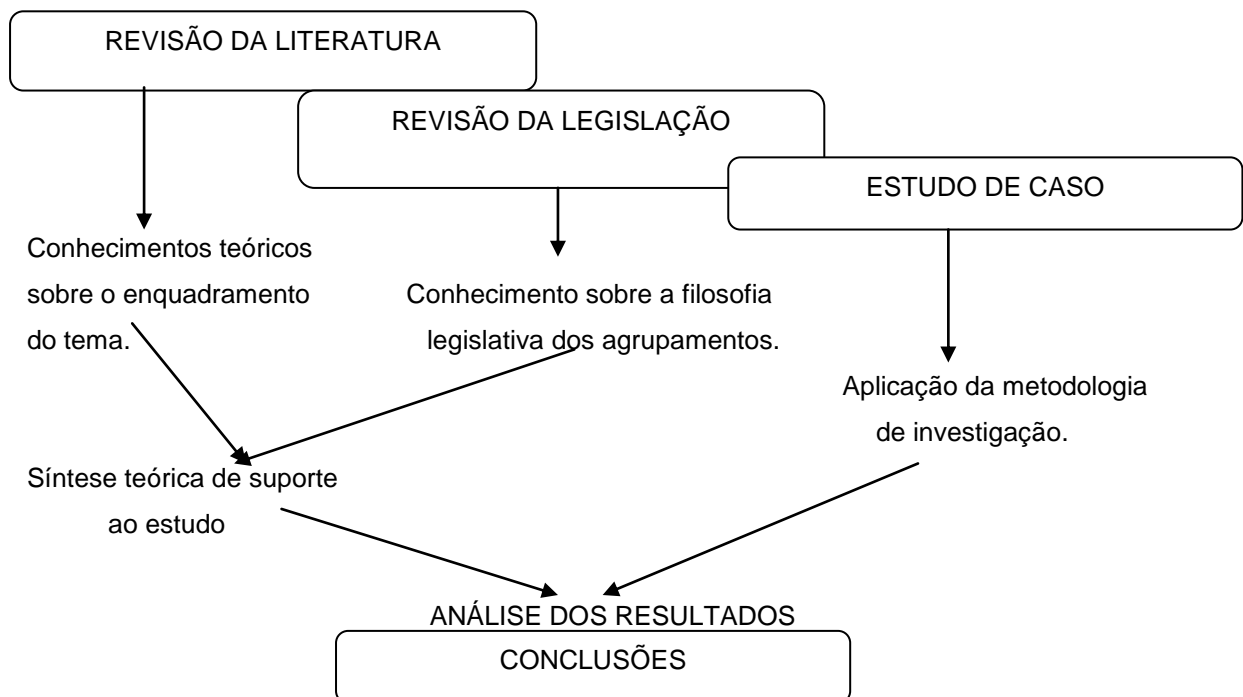 REVISÃO DA LITERATURA
REVISÃO DA LEGISLAÇÃO
ESTUDO DE CASO
Conhecimentos teóricos
sobre o enquadramento
do tema.
Conhecimento sobre a filosofia
legislativa dos agrupamentos.
Aplicação da metodologia
de investigação.
Síntese teórica de suporte
ao estudo
ANÁLISE DOS RESULTADOS
CONCLUSÕES